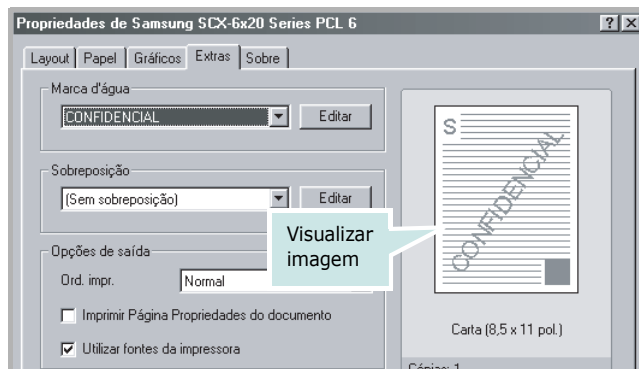 Propriedades de Samsung SCX-6x20 Series PCL 6
Layout Papel Gráficos Extras Sobre
Marca d'água
CONFIDENCIAL Editar
Sobreposição
(Sem sobreposição) Editar
Opções de saída
Ord. impr. Normal
Imprimir Página Propriedades do documento
Utilizar fontes da impressora
Visualizar
imagem
S
CONFIDENCIAL
Carta (8,5 x 11 pol.)
Cópias: 1